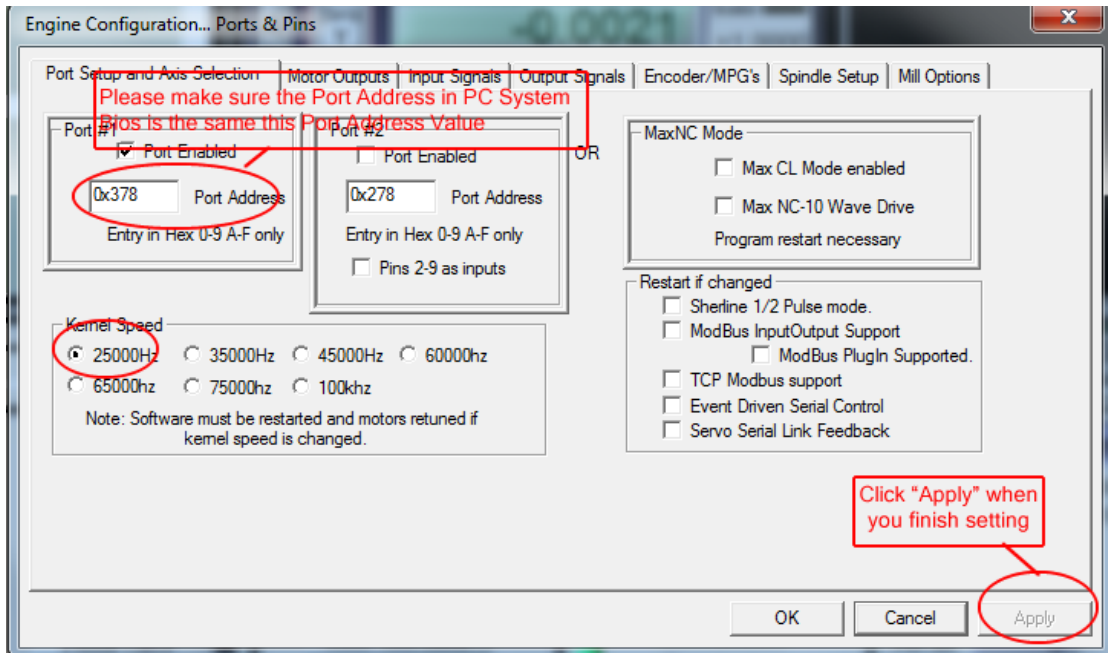 Engine Configuration... Ports & Pins
-0.0021
Port Setup and Axis Selection
Motor Outputs
Input Signals
Output Signals
Encoder/MPG's
Spindle Setup
Mill Options
Please make sure the Port Address in PC System
Bios is the same this Port Address Value
Port #1
Port Enabled
0x378
Port Address
Entry in Hex 0-9 A-F only
Port #2
Port Enabled
0x278
Port Address
Entry in Hex 0-9 A-F only
Pins 2-9 as inputs
OR
MaxNC Mode
Max CL Mode enabled
Max NC-10 Wave Drive
Program restart necessary
Restart if changed
Sherline 1/2 Pulse mode.
ModBus InputOutput Support
ModBus PlugIn Supported.
TCP Modbus support
Event Driven Serial Control
Servo Serial Link Feedback
Kernel Speed
25000Hz 35000Hz 45000Hz 60000hz
65000hz 75000hz 100khz
Note: Software must be restarted and motors retuned if
kernel speed is changed.
Click “Apply” when
you finish setting
OK
Cancel
Apply